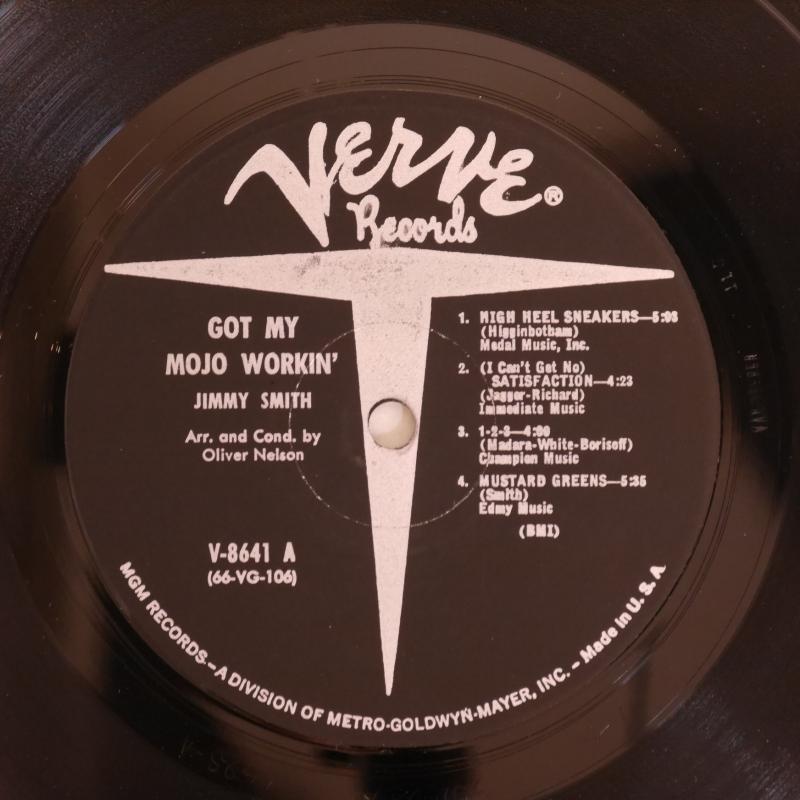 Verve ®
Records
GOT MY
MOJO WORKIN'
JIMMY SMITH
Arr. and Cond. by
Oliver Nelson
V-8641 A
(66-VG-106)
1. HIGH HEEL SNEAKERS—5:03
(Higginbotham)
Medal Music, Inc.
2. (I Can't Get No)
SATISFACTION—4:23
(Jagger-Richard)
Immediate Music
3. 1-2-3—4:00
(Madara-White-Borisoff)
Champion Music
4. MUSTARD GREENS—5:35
(Smith)
Edmy Music
(BMI)
MGM RECORDS—A DIVISION OF METRO-GOLDWYN-MAYER, INC. – Made in U. S. A